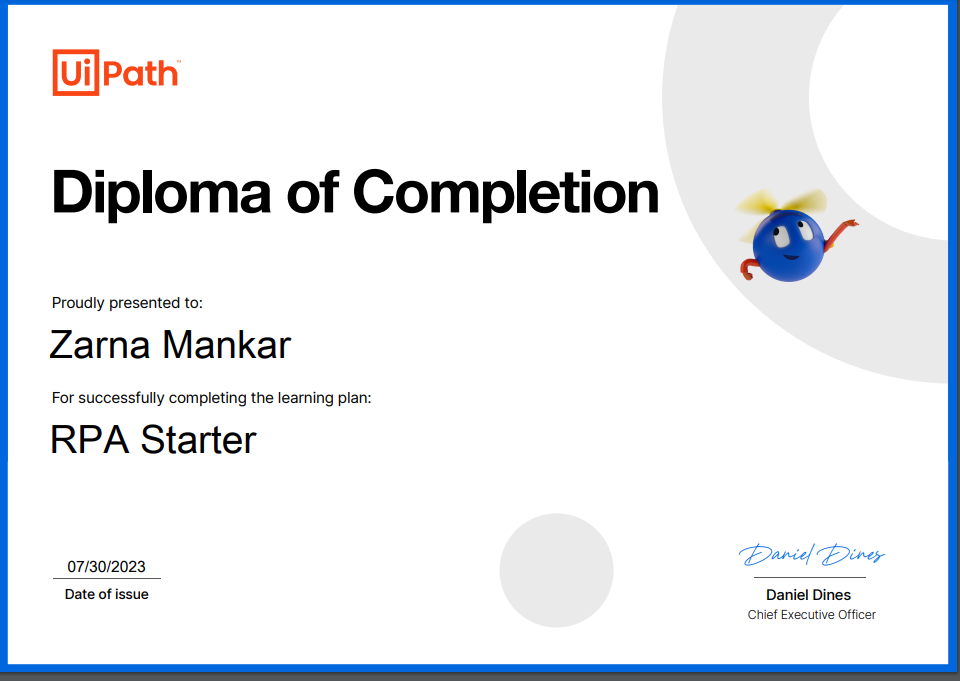 UiPath™
Diploma of Completion
Proudly presented to:
Zarna Mankar
For successfully completing the learning plan:
RPA Starter
07/30/2023
Date of issue
Daniel Dines
Daniel Dines
Chief Executive Officer